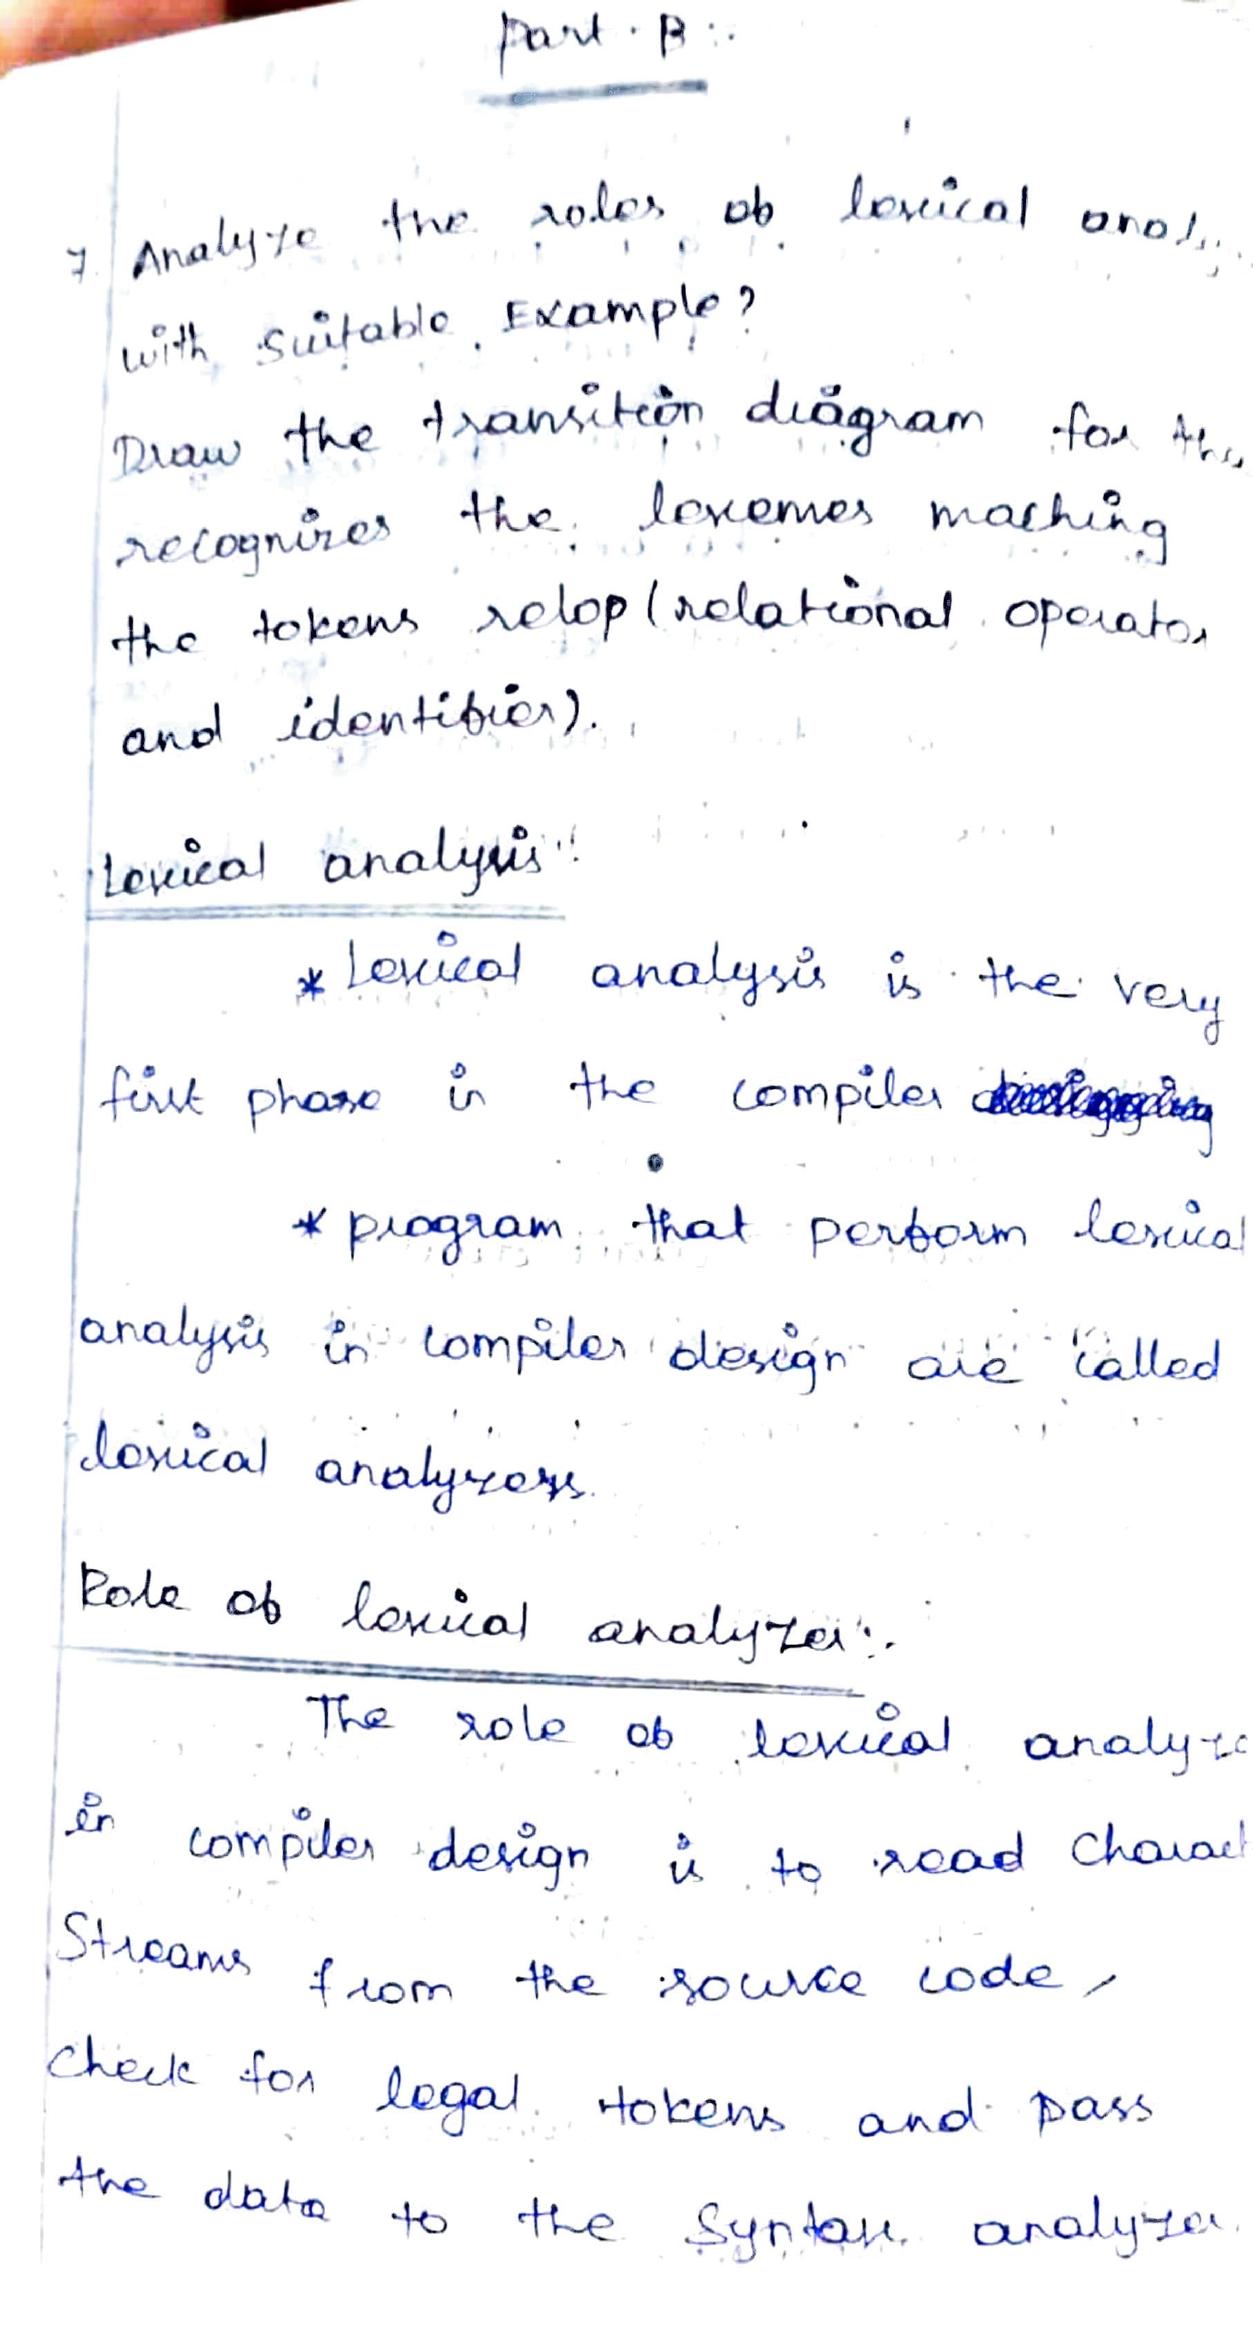 Part . B :.
7. Analyze the roles of lexical analy
with suitable Example?
Draw the transition diagram for the
recognizes the lexemes maching
the tokens relop (relational operator
and identifier).
Lexical analysis :
* Lexical analysis is the very
first phase in the compiler
* program that perform lexical
analysis in compiler design are called
lexical analyzers.
Role of lexical analyzer :.
The role of lexical analyze
in compiler design is to read Charact
Streams from the source code,
Check for legal tokens and pass
the data to the Syntax analyzer.